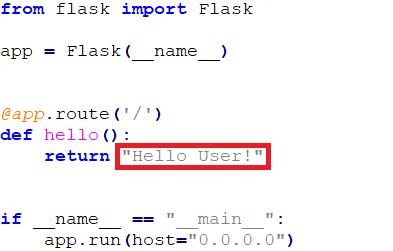 from flask import Flask
app = Flask(__name__)
@app.route('/')
def hello():
    return "Hello User!"
if __name__ == "__main__":
    app.run(host="0.0.0.0")